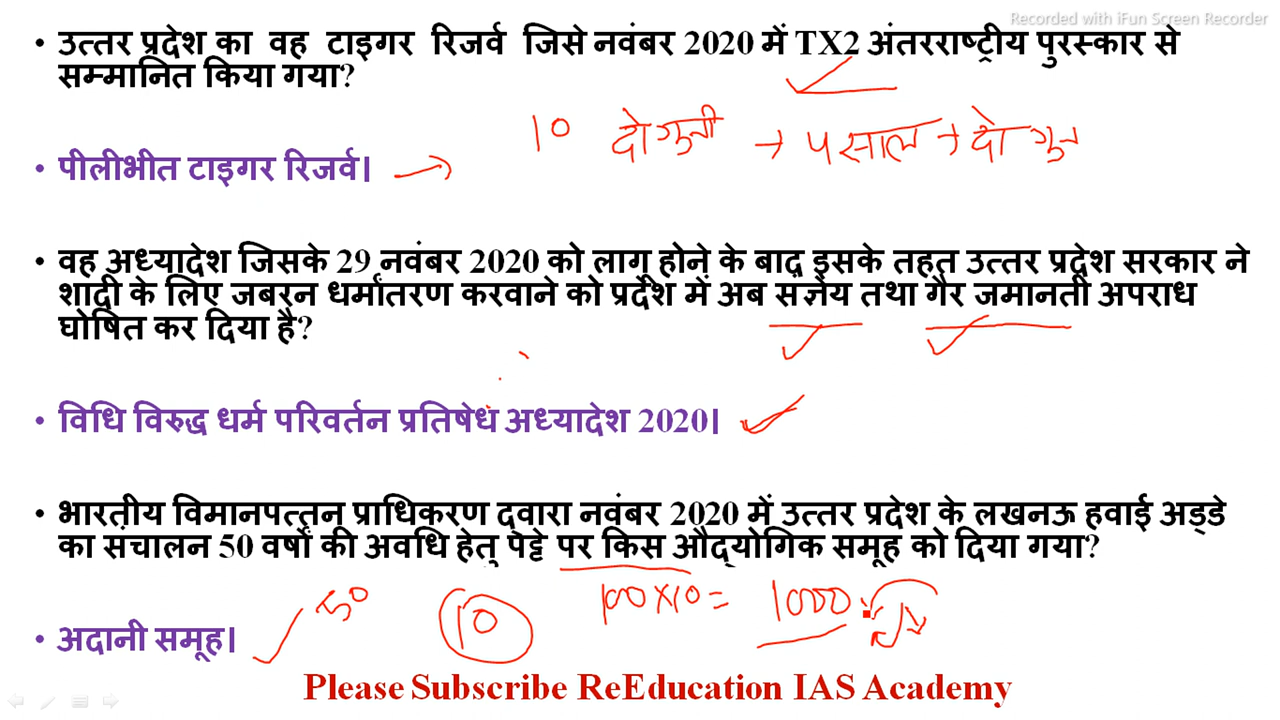 Recorded with iFun Screen Recorder
• उत्तर प्रदेश का वह टाइगर रिजर्व जिसे नवंबर 2020 में TX2 अंतरराष्ट्रीय पुरस्कार से
सम्मानित किया गया?
10 दोगुनी → 4 साल → दो गुन
• पीलीभीत टाइगर रिजर्व।
• वह अध्यादेश जिसके 29 नवंबर 2020 को लागू होने के बाद इसके तहत उत्तर प्रदेश सरकार ने
शादी के लिए जबरन धर्मांतरण करवाने को प्रदेश में अब संज्ञेय तथा गैर जमानती अपराध
घोषित कर दिया है?
• विधि विरुद्ध धर्म परिवर्तन प्रतिषेध अध्यादेश 2020।
• भारतीय विमानपत्तन प्राधिकरण द्वारा नवंबर 2020 में उत्तर प्रदेश के लखनऊ हवाई अड्डे
का संचालन 50 वर्षों की अवधि हेतु पेट्टे पर किस औद्योगिक समूह को दिया गया?
50 10 100×10= 1000
• अदानी समूह।
Please Subscribe ReEducation IAS Academy